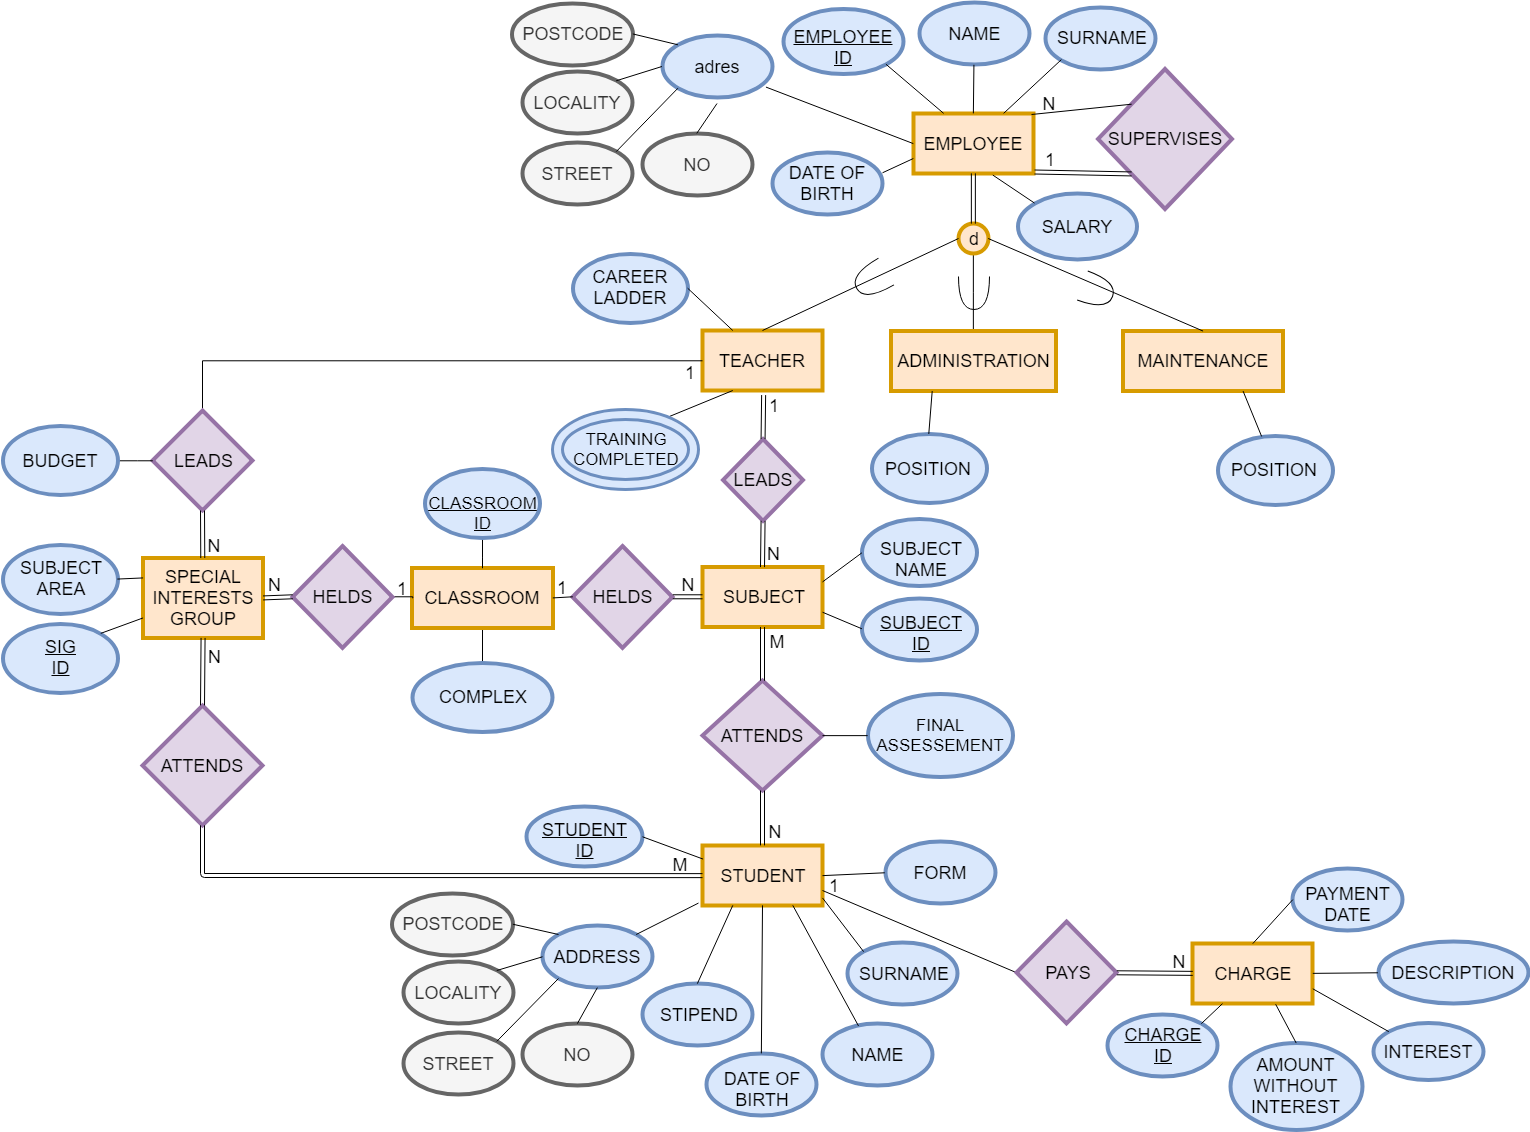 POSTCODE
adres
EMPLOYEE
ID
NAME
SURNAME
LOCALITY
N
SUPERVISES
EMPLOYEE
1
STREET
NO
DATE OF
BIRTH
SALARY
d
CAREER
LADDER
TEACHER
ADMINISTRATION
MAINTENANCE
1
1
TRAINING
COMPLETED
BUDGET
LEADS
LEADS
POSITION
POSITION
CLASSROOM
ID
N
N
SUBJECT
NAME
SUBJECT
AREA
SPECIAL
INTERESTS
GROUP
N
HELDS
1
CLASSROOM
1
HELDS
N
SUBJECT
SUBJECT
ID
SIG
ID
N
M
COMPLEX
ATTENDS
ATTENDS
FINAL
ASSESSEMENT
STUDENT
ID
N
M
STUDENT
1
FORM
POSTCODE
ADDRESS
LOCALITY
STREET
NO
STIPEND
DATE OF
BIRTH
NAME
SURNAME
PAYS
N
CHARGE
PAYMENT
DATE
DESCRIPTION
CHARGE
ID
AMOUNT
WITHOUT
INTEREST
INTEREST